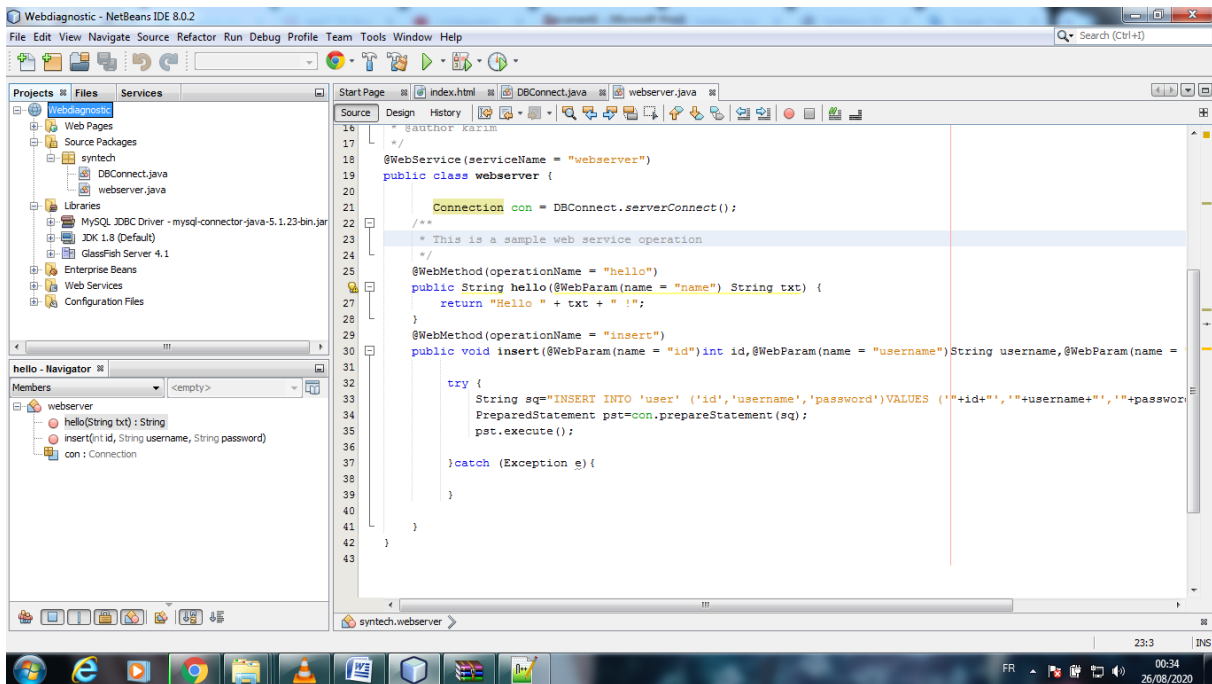 Webdiagnostic - NetBeans IDE 8.0.2
File Edit View Navigate Source Refactor Run Debug Profile Team Tools Window Help
Search (Ctrl+I)
Projects Files Services
Webdiagnostic
Web Pages
Source Packages
syntech
DBConnect.java
webserver.java
Libraries
MySQL JDBC Driver - mysql-connector-java-5.1.23-bin.jar
JDK 1.8 (Default)
GlassFish Server 4.1
Enterprise Beans
Web Services
Configuration Files
hello - Navigator
Members <empty>
webserver
hello(String txt) : String
insert(int id, String username, String password)
con : Connection
Start Page index.html DBConnect.java webserver.java
Source Design History
16 * @author karim
17 */
18 @WebService(serviceName = "webserver")
19 public class webserver {
20
21 Connection con = DBConnect.serverConnect();
22 /**
23 * This is a sample web service operation
24 */
25 @WebMethod(operationName = "hello")
public String hello(@WebParam(name = "name") String txt) {
27 return "Hello " + txt + " !";
28 }
29 @WebMethod(operationName = "insert")
30 public void insert(@WebParam(name = "id")int id,@WebParam(name = "username")String username,@WebParam(name =
31
32 try {
33 String sq="INSERT INTO 'user' ('id','username','password')VALUES ('"+id+"','"+username+"','"+passwor
34 PreparedStatement pst=con.prepareStatement(sq);
35 pst.execute();
36
37 }catch (Exception e){
38
39 }
40
41 }
42 }
43
syntech.webserver
23:3 INS
FR
00:34
26/08/2020